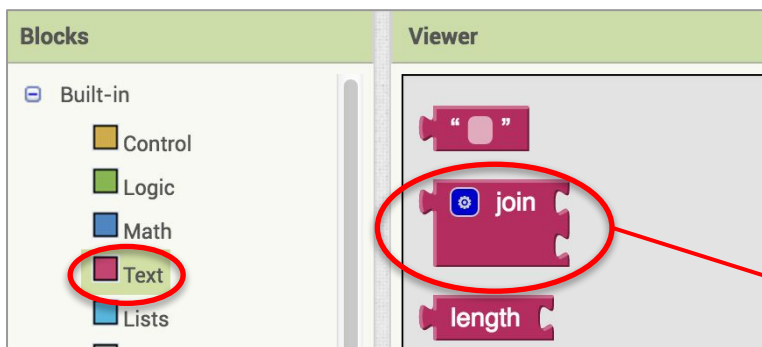 Blocks
Viewer
Built-in
Control
Logic
Math
Text
Lists
“ ”
join
length